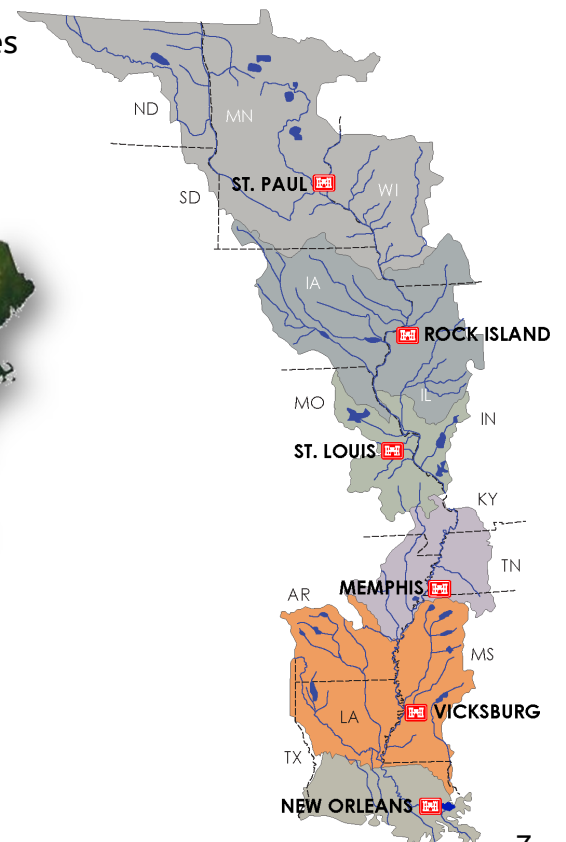 es
ND
MN
SD
ST. PAUL
WI
IA
ROCK ISLAND
MO
IL
IN
ST. LOUIS
KY
TN
MEMPHIS
AR
MS
LA
VICKSBURG
TX
NEW ORLEANS